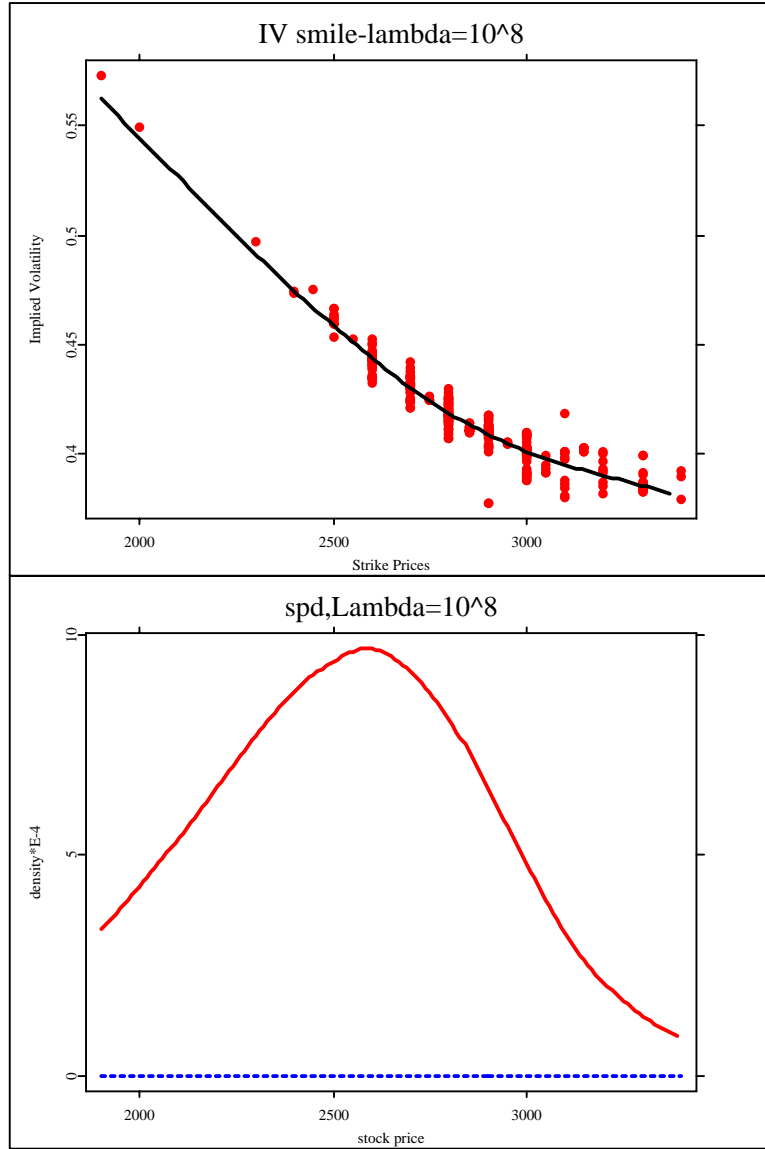 IV smile-lambda=10^8
Implied Volatility
0.55
0.5
0.45
0.4
2000 2500 3000
Strike Prices
spd,Lambda=10^8
density*E-4
10
5
0
2000 2500 3000
stock price